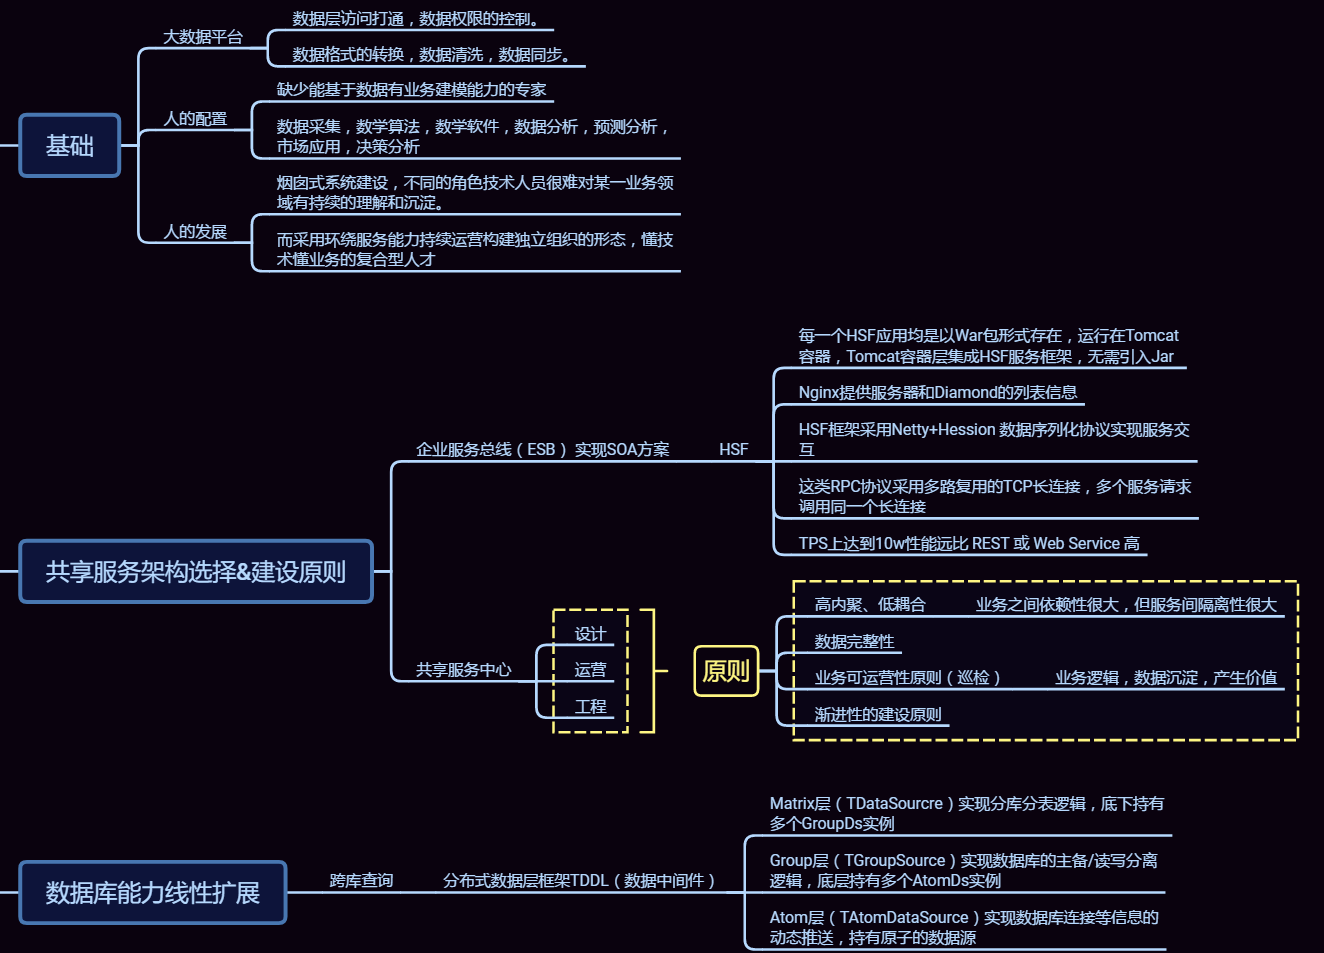 数据层访问打通，数据权限的控制。
大数据平台
数据格式的转换，数据清洗，数据同步。
缺少能基于数据有业务建模能力的专家
人的配置
数据采集，数学算法，数学软件，数据分析，预测分析，
市场应用，决策分析
基础
烟囱式系统建设，不同的角色技术人员很难对某一业务领
域有持续的理解和沉淀。
人的发展
而采用环绕服务能力持续运营构建独立组织的形态，懂技
术懂业务的复合型人才
每一个HSF应用均是以War包形式存在，运行在Tomcat
容器，Tomcat容器层集成HSF服务框架，无需引入Jar
Nginx提供服务器和Diamond的列表信息
HSF框架采用Netty+Hession 数据序列化协议实现服务交
互
企业服务总线（ESB） 实现SOA方案
HSF
这类RPC协议采用多路复用的TCP长连接，多个服务请求
调用同一个长连接
TPS上达到10w性能远比 REST 或 Web Service 高
共享服务架构选择&建设原则
共享服务中心
设计
运营
工程
原则
高内聚、低耦合
业务之间依赖性很大，但服务间隔离性很大
数据完整性
业务可运营性原则（巡检）
业务逻辑，数据沉淀，产生价值
渐进性的建设原则
Matrix层（TDataSourcre）实现分库分表逻辑，底下持有
多个GroupDs实例
数据库能力线性扩展
跨库查询
分布式数据层框架TDDL（数据中间件）
Group层（TGroupSource）实现数据库的主备/读写分离
逻辑，底层持有多个AtomDs实例
Atom层（TAtomDataSource）实现数据库连接等信息的
动态推送，持有原子的数据源